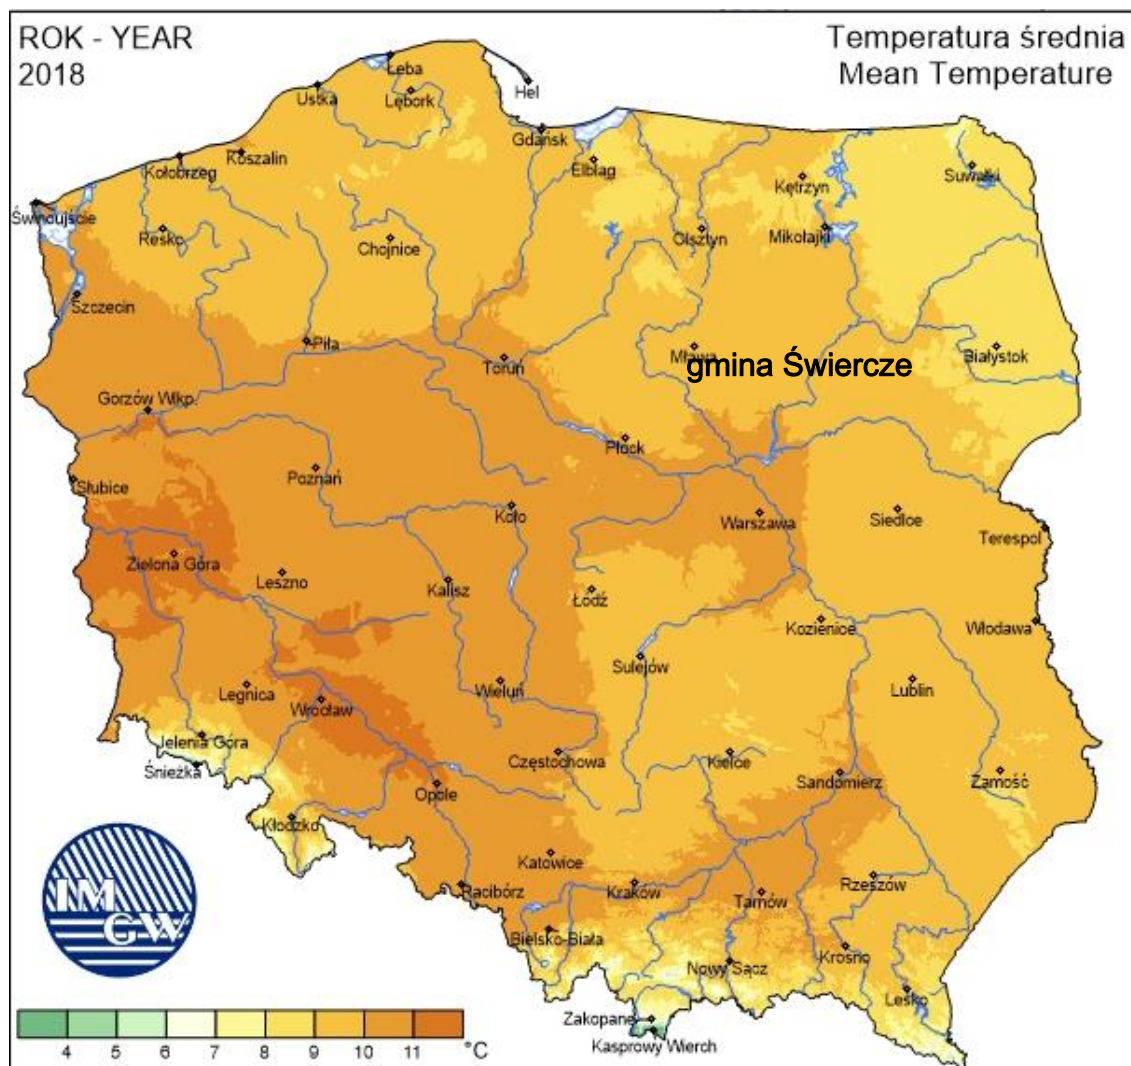 ROK - YEAR
2018
Temperatura średnia
Mean Temperature
Łeba
Ustka
Lębork
Hel
Gdańsk
Koszalin
Kołobrzeg
Elbląg
Kętrzyn
Suwałki
Świnoujście
Resko
Chojnice
Olsztyn
Mikołajki
Szczecin
Piła
Toruń
Mława
gmina Świercze
Białystok
Gorzów Wlkp.
Płock
Poznań
Słubice
Koło
Warszawa
Siedlce
Terespol
Zielona Góra
Leszno
Kalisz
Łódź
Kozienice
Włodawa
Sulejów
Legnica
Wrocław
Wieluń
Lublin
Jelenia Góra
Śnieżka
Częstochowa
Kielce
Sandomierz
Zamość
Opole
Kłodzko
Katowice
Racibórz
Kraków
Tarnów
Rzeszów
Bielsko-Biała
Nowy Sącz
Krosno
Lesko
Zakopane
Kasprowy Wierch
IM
G-W
4 5 6 7 8 9 10 11 °C